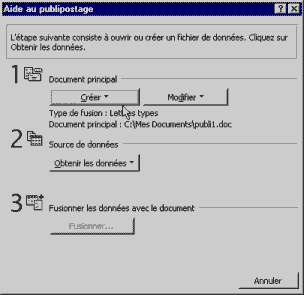 Aide au publipostage
L'étape suivante consiste à ouvrir ou créer un fichier de données. Cliquez sur
Obtenir les données.
1 Document principal
Créer Modifier
Type de fusion : Lettres types
Document principal : C:\Mes Documents\publi1.doc
2 Source de données
Obtenir les données
3 Fusionner les données avec le document
Fusionner...
Annuler